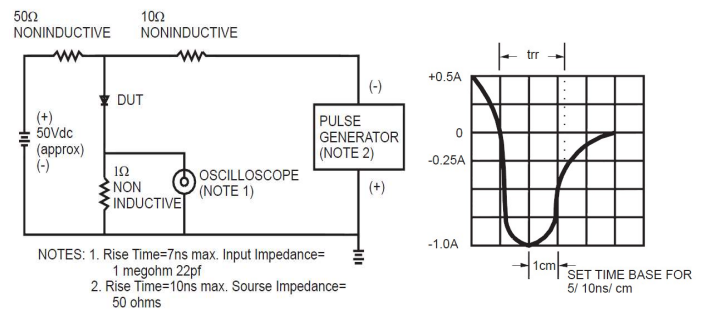 50Ω
NONINDUCTIVE
10Ω
NONINDUCTIVE
trr
+0.5A
(-)
DUT
(+)
50Vdc
(approx)
(-)
PULSE
GENERATOR
(NOTE 2)
0
-0.25A
1Ω
NON
INDUCTIVE
OSCILLOSCOPE
(NOTE 1)
(+)
-1.0A
1cm
SET TIME BASE FOR
5/ 10ns/ cm
NOTES: 1. Rise Time=7ns max. Input Impedance=
1 megohm 22pf
2. Rise Time=10ns max. Sourse Impedance=
50 ohms